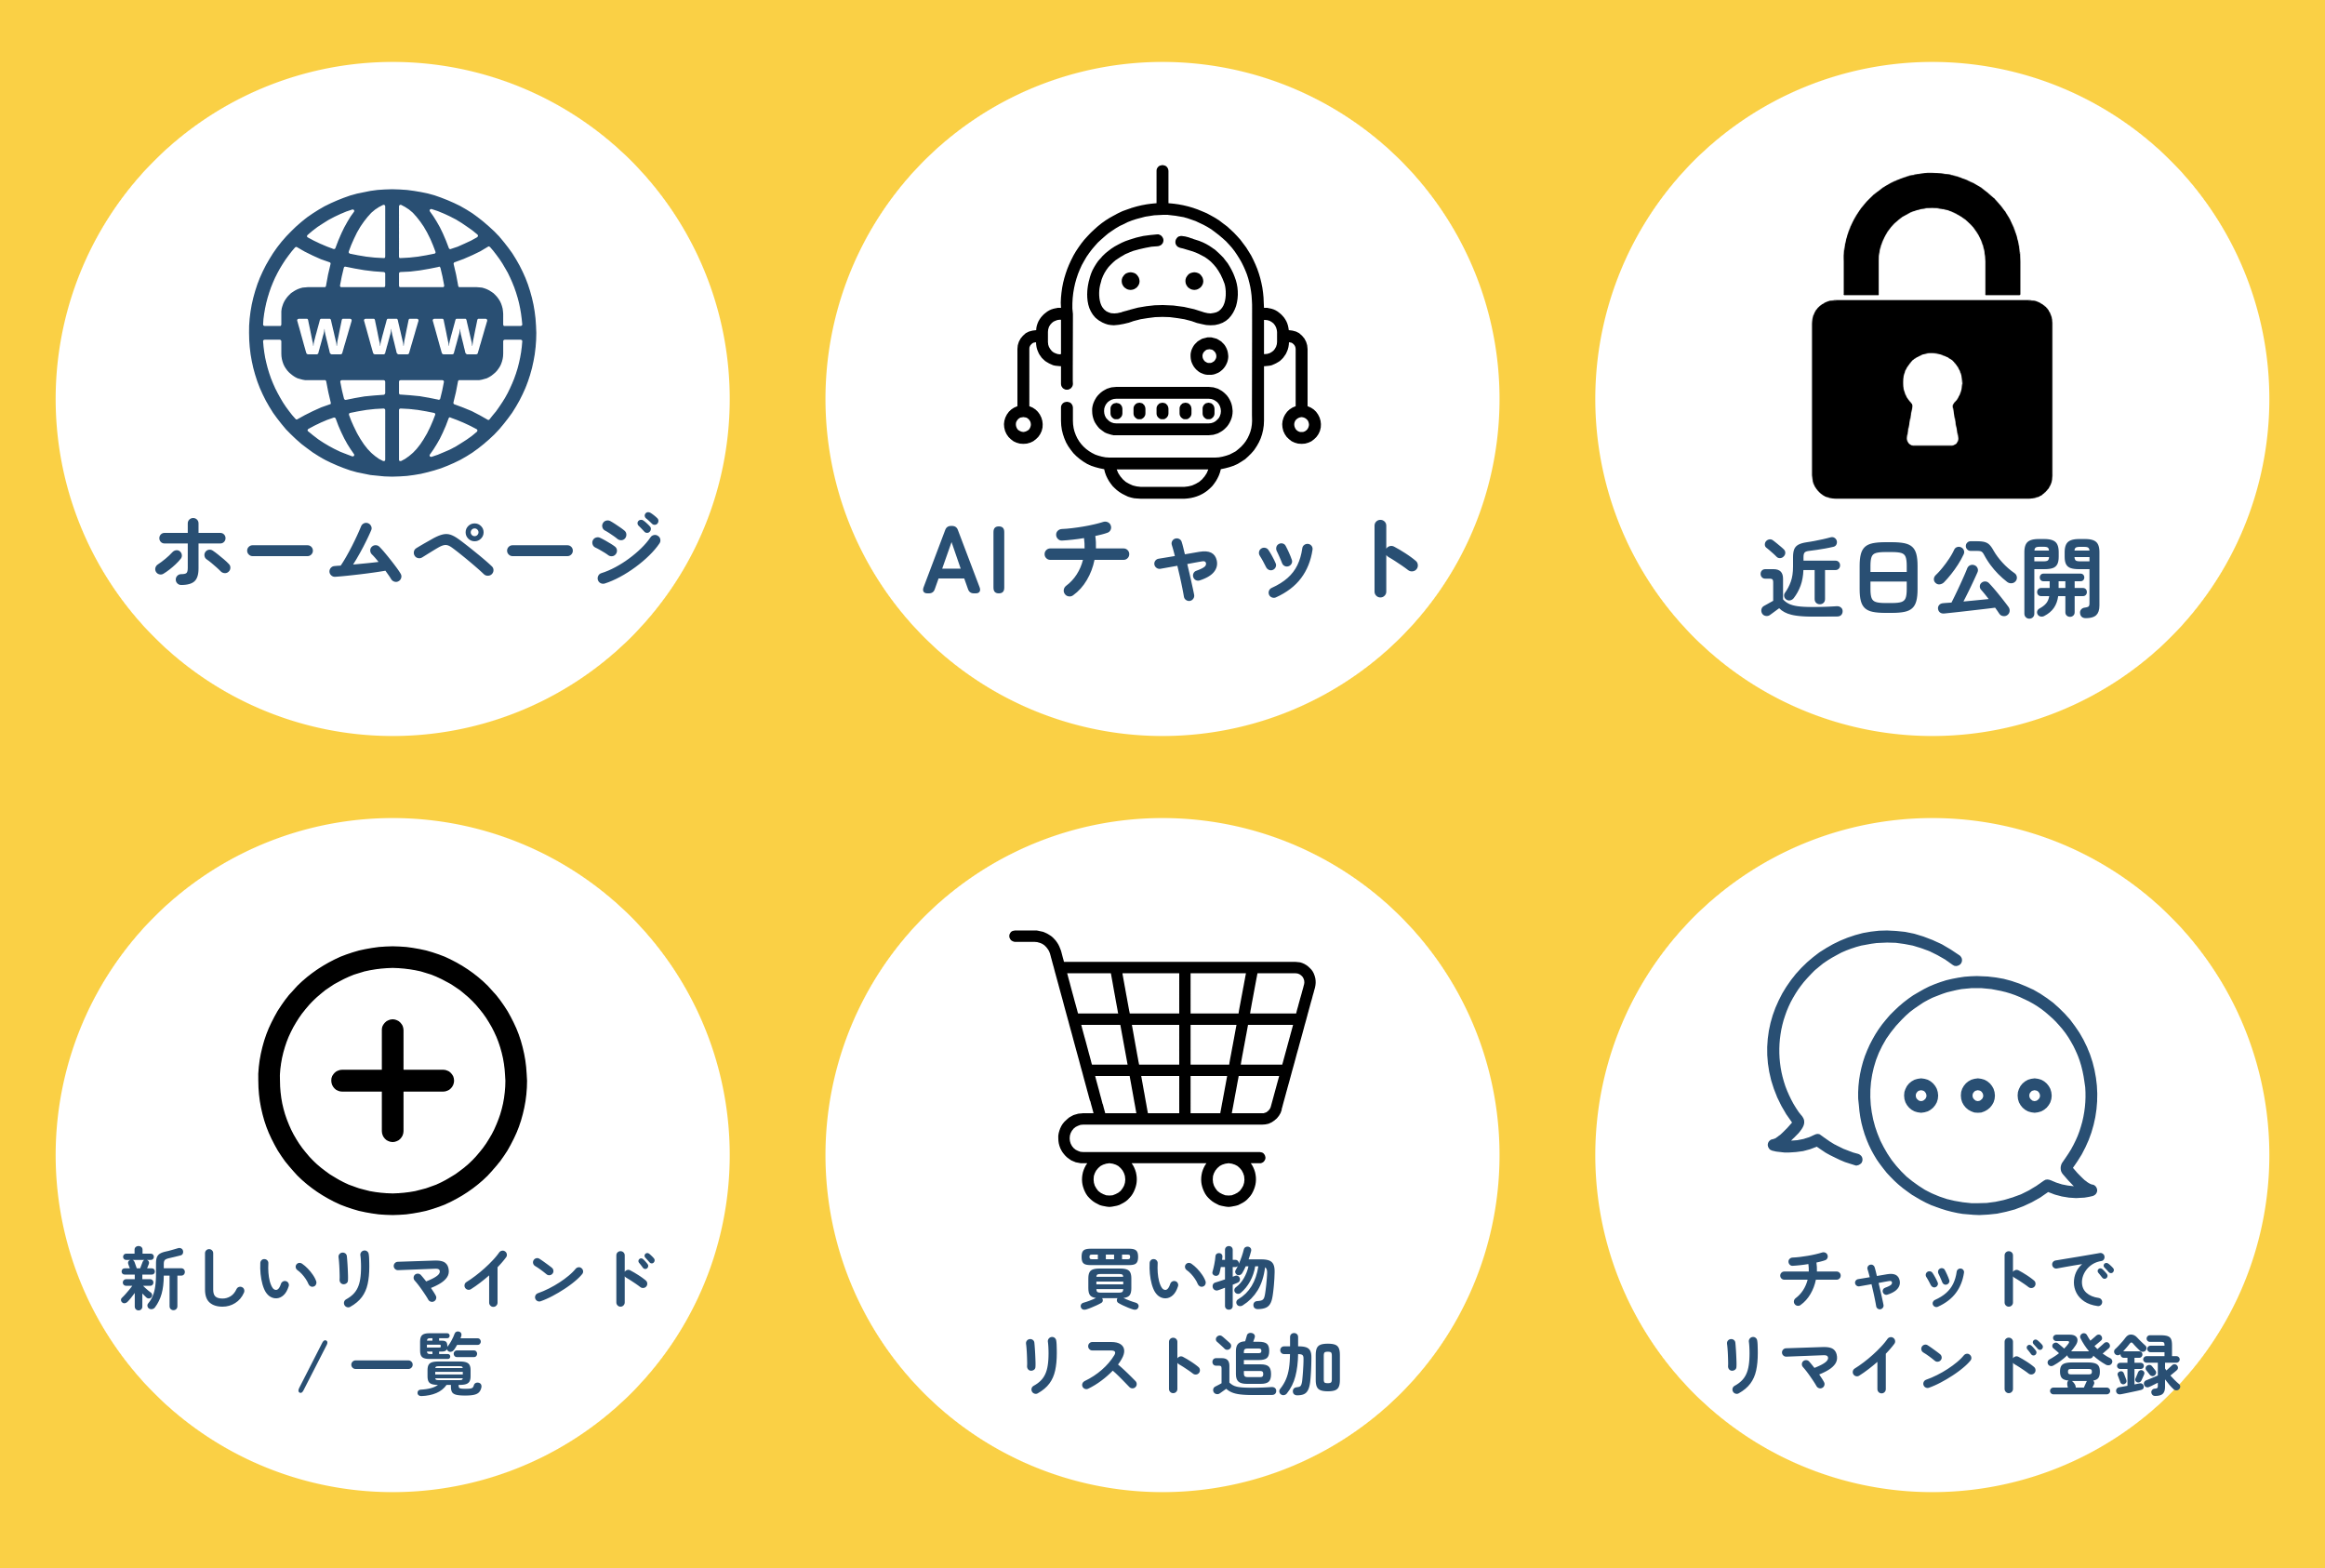 WWW
ホームページ
AI チャット
近日公開
新しいリマインド
/ 一覧
買い物
リスト追加
チャットで
リマインド登録